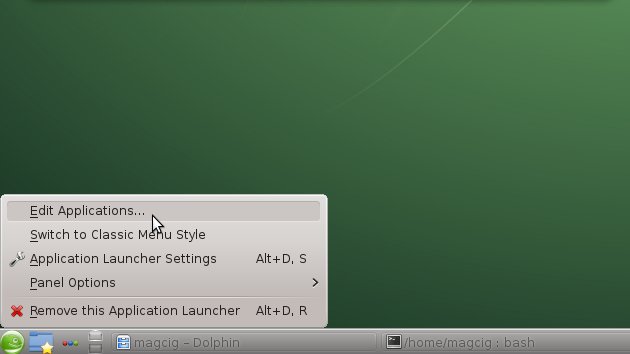 Edit Applications...
Switch to Classic Menu Style
Application Launcher Settings Alt+D, S
Panel Options
Remove this Application Launcher Alt+D, R
magcig – Dolphin
/home/magcig : bash